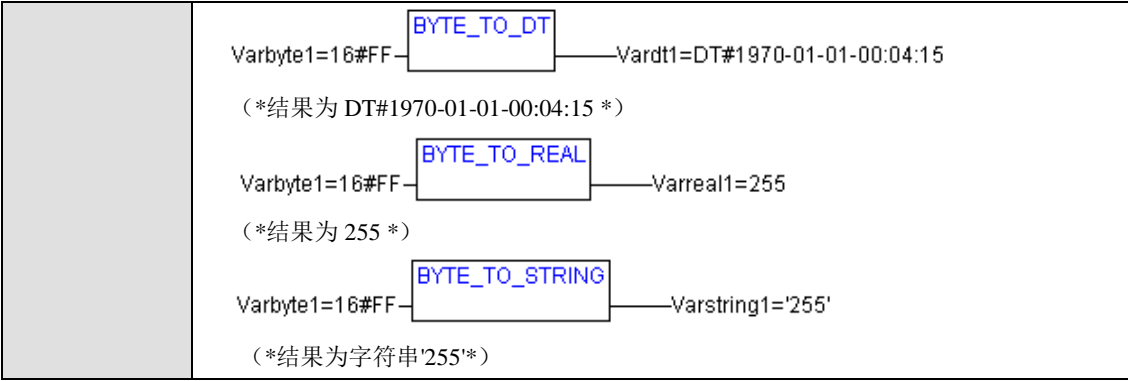 BYTE_TO_DT
Varbyte1=16#FF Vardt1=DT#1970-01-01-00:04:15
（*结果为 DT#1970-01-01-00:04:15 *）
BYTE_TO_REAL
Varbyte1=16#FF Varreal1=255
（*结果为 255 *）
BYTE_TO_STRING
Varbyte1=16#FF Varstring1='255'
（*结果为字符串'255'*）